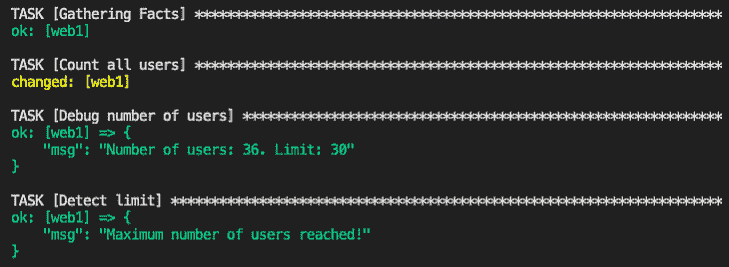 TASK [Gathering Facts] ******************************************************************
ok: [web1]
TASK [Count all users] ******************************************************************
changed: [web1]
TASK [Debug number of users] ************************************************************
ok: [web1] => {
    "msg": "Number of users: 36. Limit: 30"
}
TASK [Detect limit] *********************************************************************
ok: [web1] => {
    "msg": "Maximum number of users reached!"
}